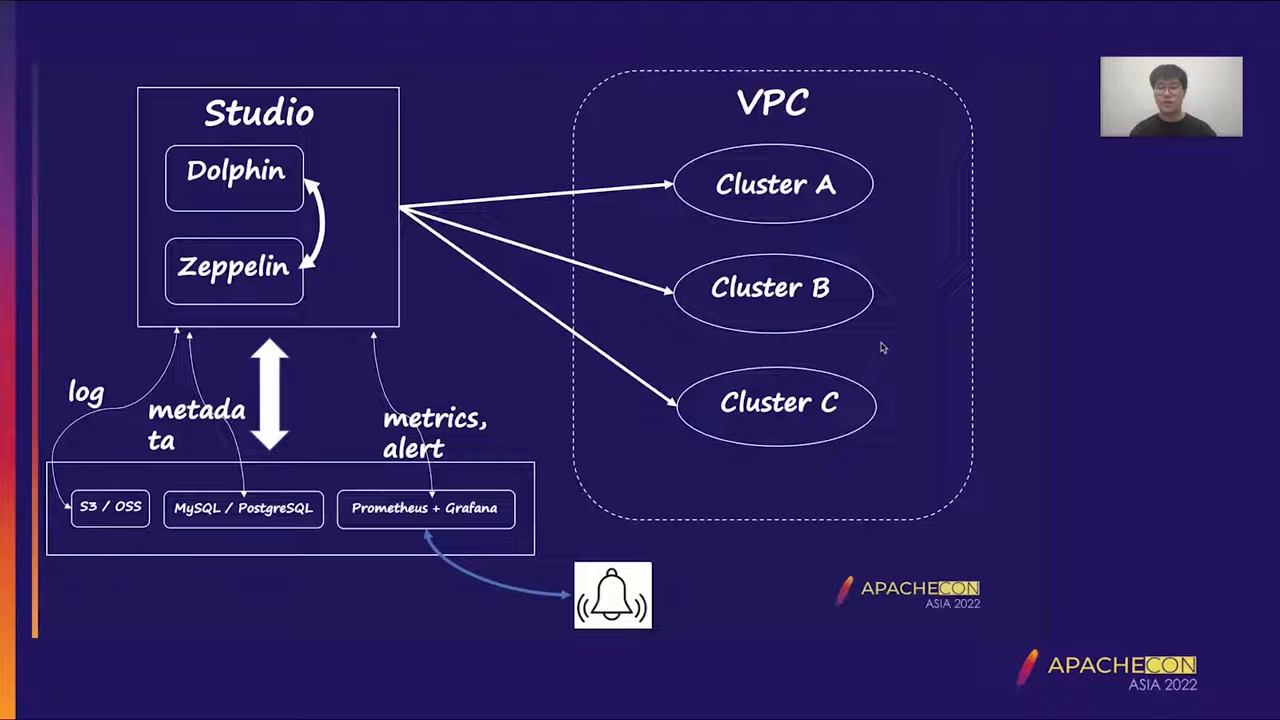 Studio
Dolphin
Zeppelin
VPC
Cluster A
Cluster B
Cluster C
log
metada
ta
metrics,
alert
S3 / OSS
MySQL / PostgreSQL
Prometheus + Grafana
APACHECON
ASIA 2022
APACHECON
ASIA 2022